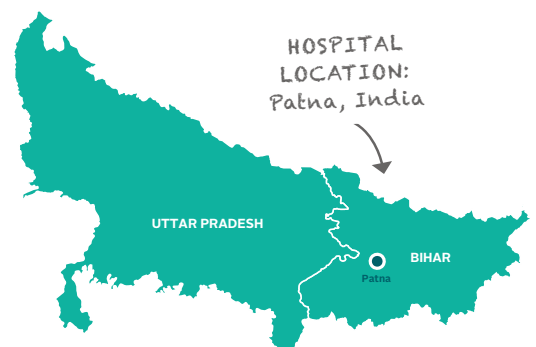 HOSPITAL
LOCATION:
Patna, India
UTTAR PRADESH
BIHAR
Patna